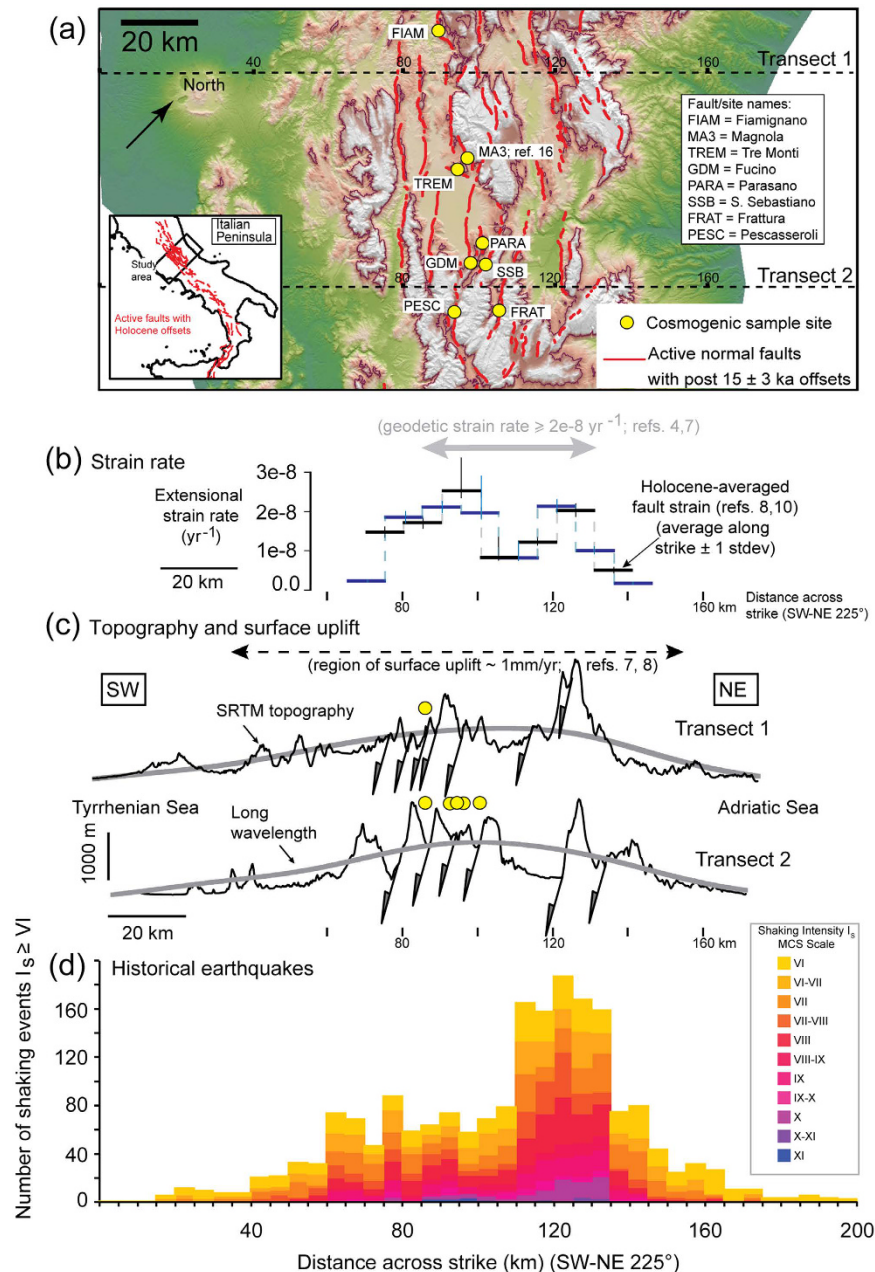 (a)
20 km
FIAM
Transect 1
40
80
120
160
North
Fault/site names:
FIAM = Fiamignano
MA3 = Magnola
TREM = Tre Monti
GDM = Fucino
PARA = Parasano
SSB = S. Sebastiano
FRAT = Frattura
PESC = Pescasseroli
MA3; ref. 16
TREM
PARA
GDM
SSB
80
120
Transect 2
PESC
FRAT
Italian
Peninsula
Study
area
Active faults with
Holocene offsets
Cosmogenic sample site
Active normal faults
with post 15 ± 3 ka offsets
(geodetic strain rate ⩾ 2e-8 yr -1; refs. 4,7)
(b) Strain rate
Extensional
strain rate
(yr-1)
20 km
3e-8
2e-8
1e-8
0.0
Holocene-averaged
fault strain (refs. 8,10)
(average along
strike ± 1 stdev)
80
120
160 km
Distance across
strike (SW-NE 225°)
(c) Topography and surface uplift
(region of surface uplift ~ 1mm/yr; refs. 7, 8)
SW
NE
SRTM topography
Transect 1
Tyrrhenian Sea
Adriatic Sea
Long
wavelength
1000 m
Transect 2
20 km
80
120
160 km
(d) Historical earthquakes
Number of shaking events Is ≥ VI
160
120
80
40
0
Shaking Intensity Is
MCS Scale
VI
VI-VII
VII
VII-VIII
VIII
VIII-IX
IX
IX-X
X
X-XI
XI
40
80
120
160
200
Distance across strike (km) (SW-NE 225°)